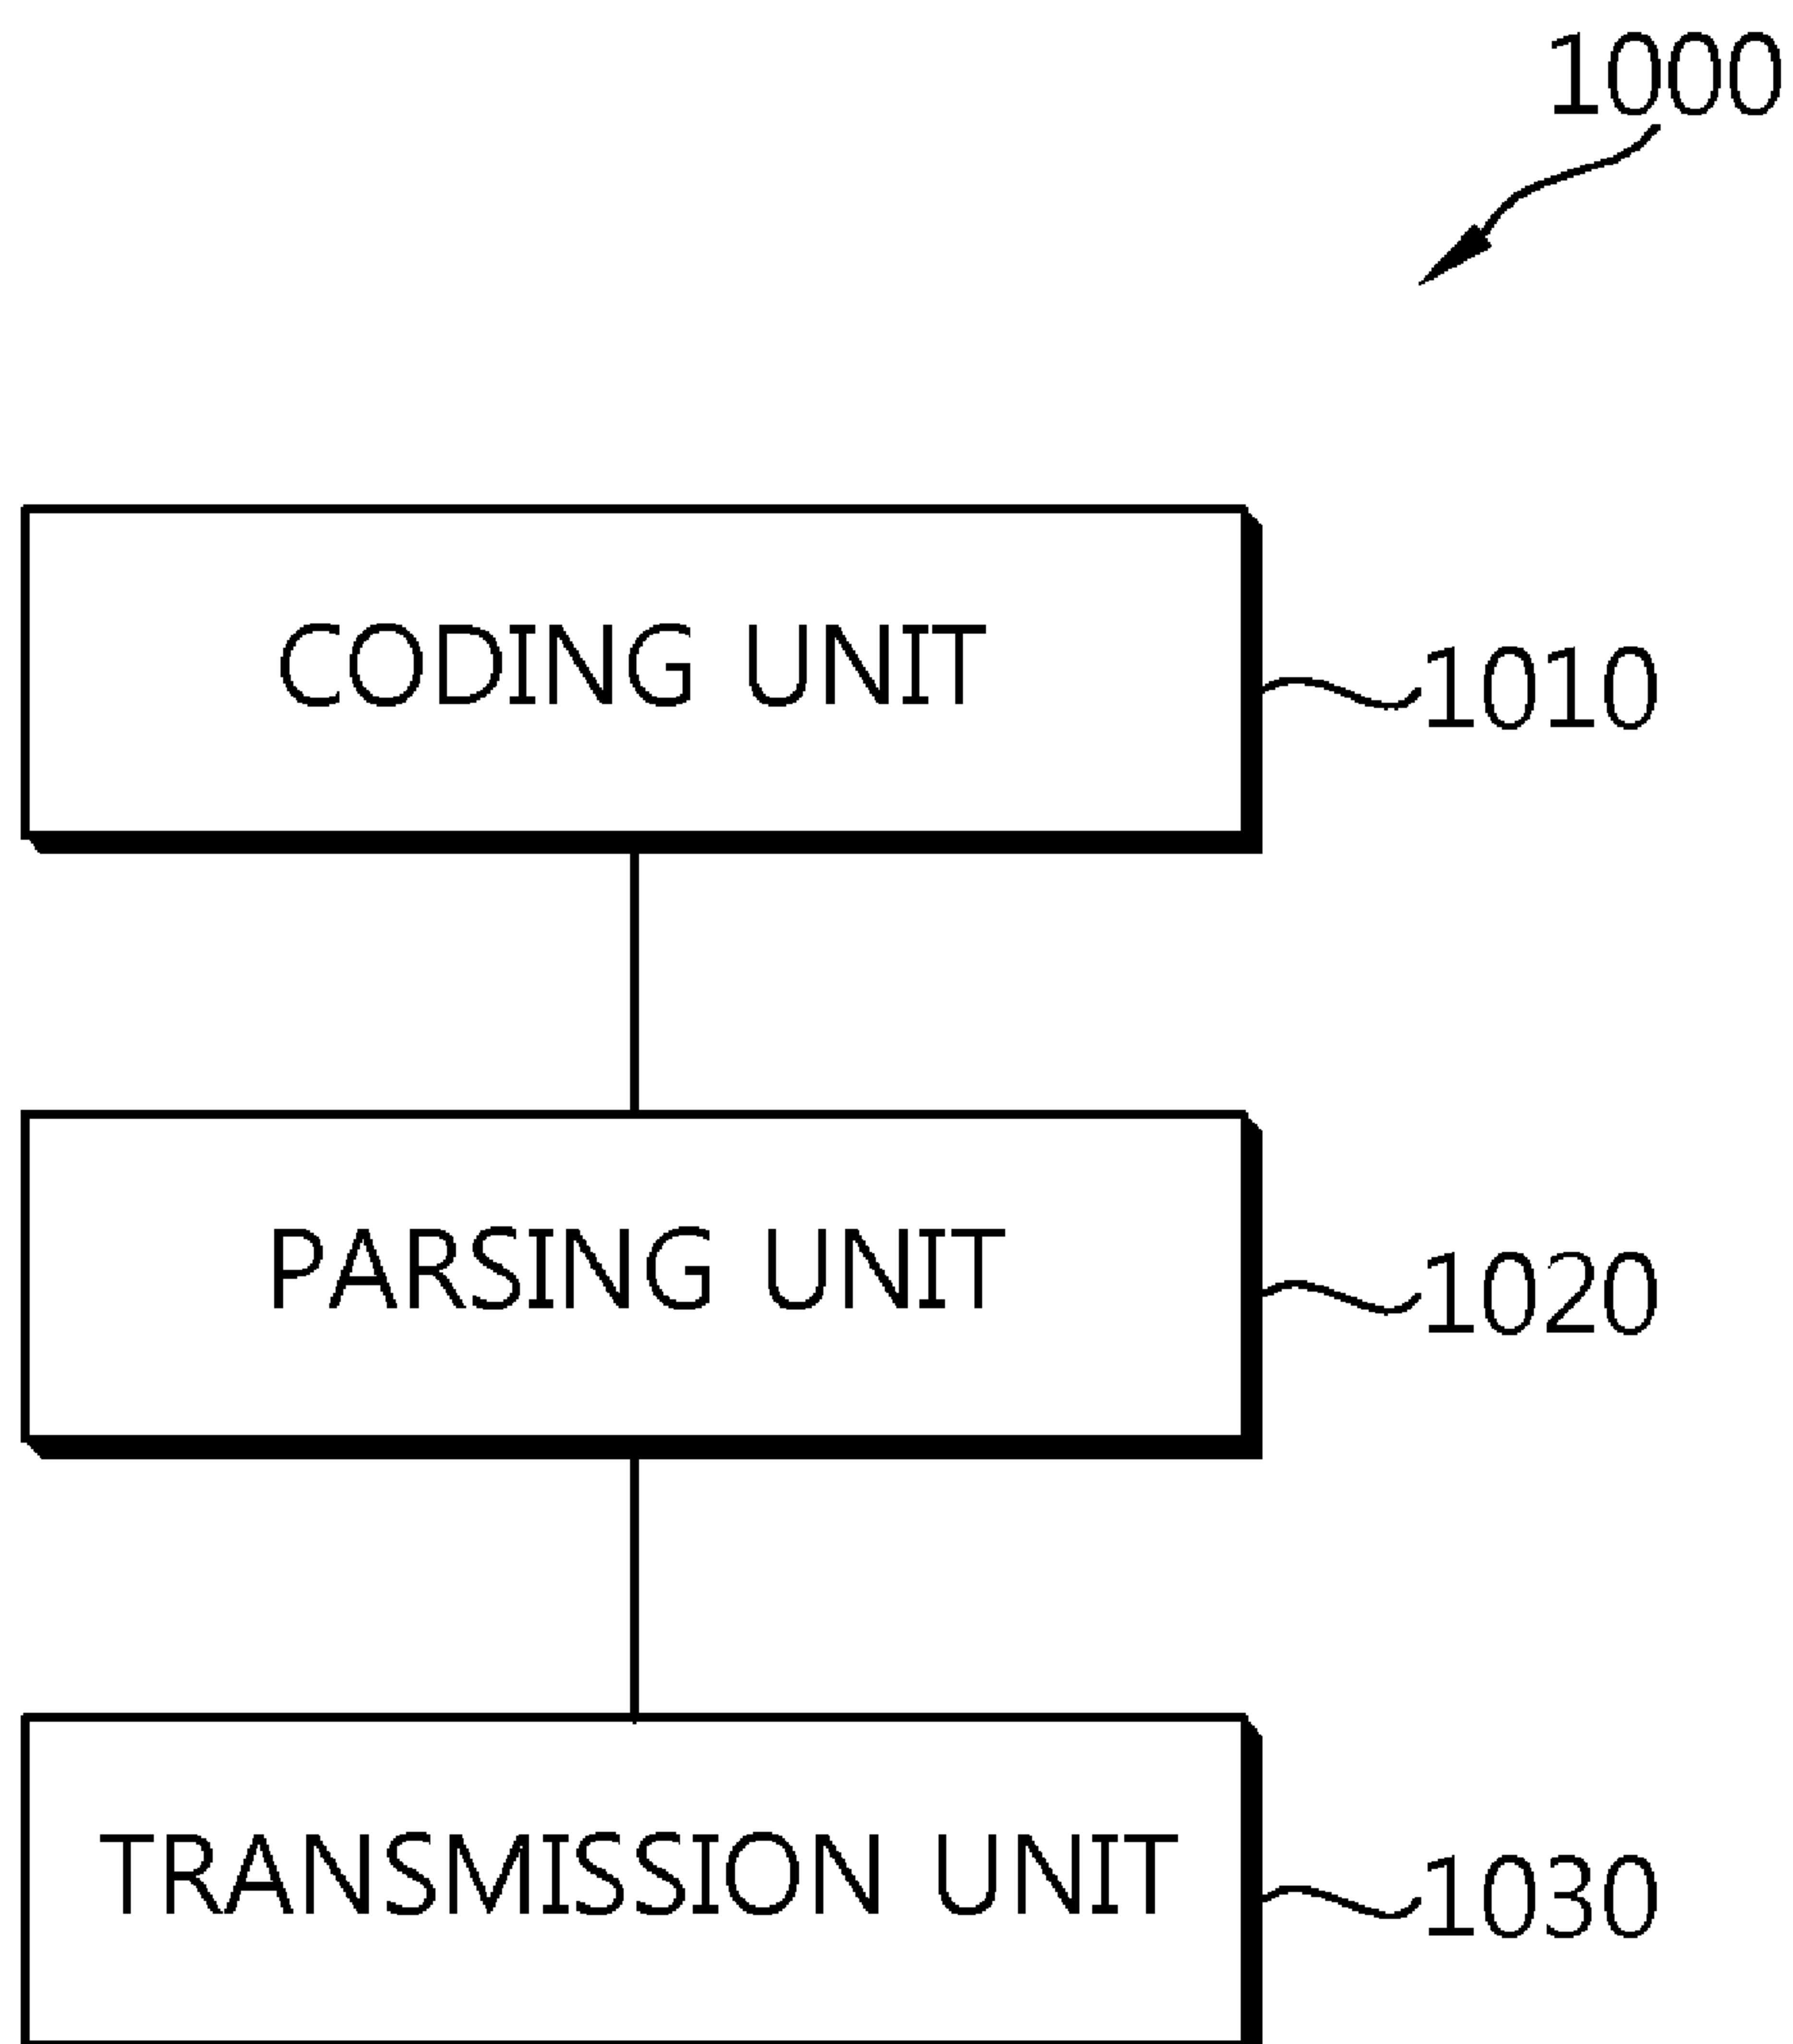 1000
CODING UNIT
1010
PARSING UNIT
1020
TRANSMISSION UNIT
1030